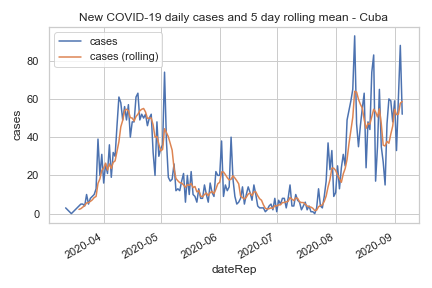 New COVID-19 daily cases and 5 day rolling mean - Cuba
cases
cases (rolling)
80
60
40
20
0
cases
2020-04
2020-05
2020-06
2020-07
2020-08
2020-09
dateRep